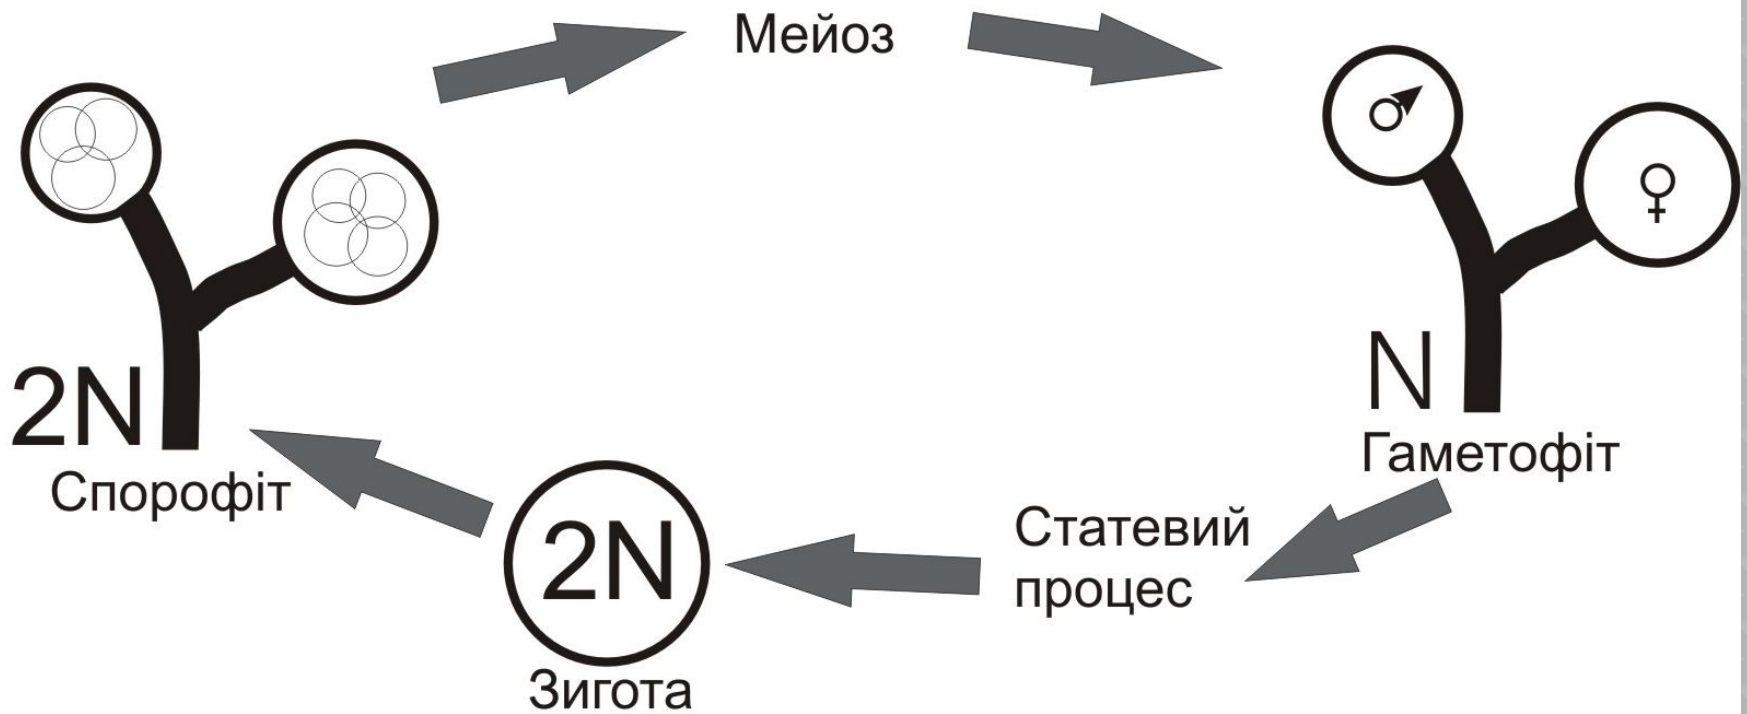 Мейоз
2N
Спорофіт
N
Гаметофіт
Статевий
процес
2N
Зигота